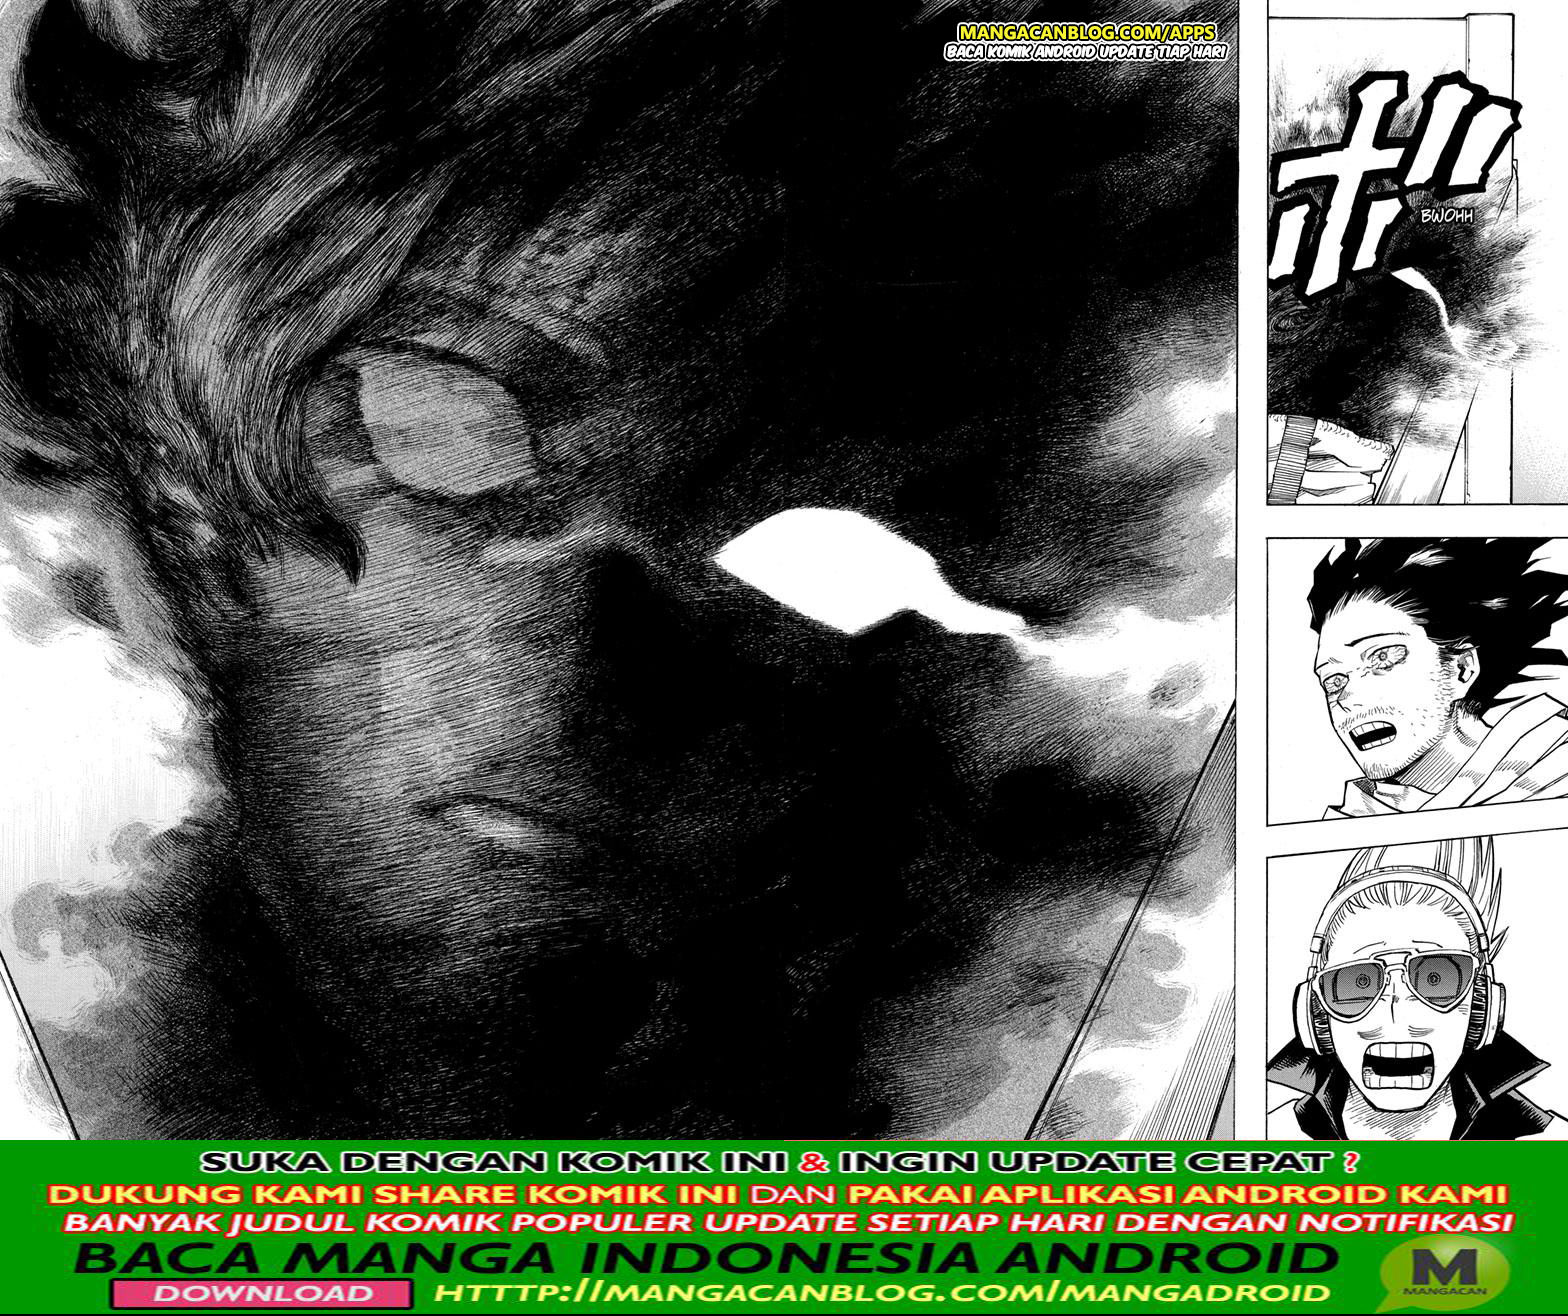 MANGACANBLOG.COM/APPS
BACA KOMIK ANDROID UPDATE TIAP HARI
ボッ
BWOHH
SUKA DENGAN KOMIK INI & INGIN UPDATE CEPAT ?
DUKUNG KAMI SHARE KOMIK INI DAN PAKAI APLIKASI ANDROID KAMI
BANYAK JUDUL KOMIK POPULER UPDATE SETIAP HARI DENGAN NOTIFIKASI
BACA MANGA INDONESIA ANDROID
DOWNLOAD HTTTP://MANGACANBLOG.COM/MANGADROID
M
MANGACAN